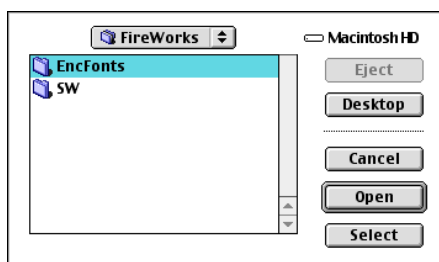 FireWorks
Macintosh HD
EncFonts
SW
Eject
Desktop
Cancel
Open
Select